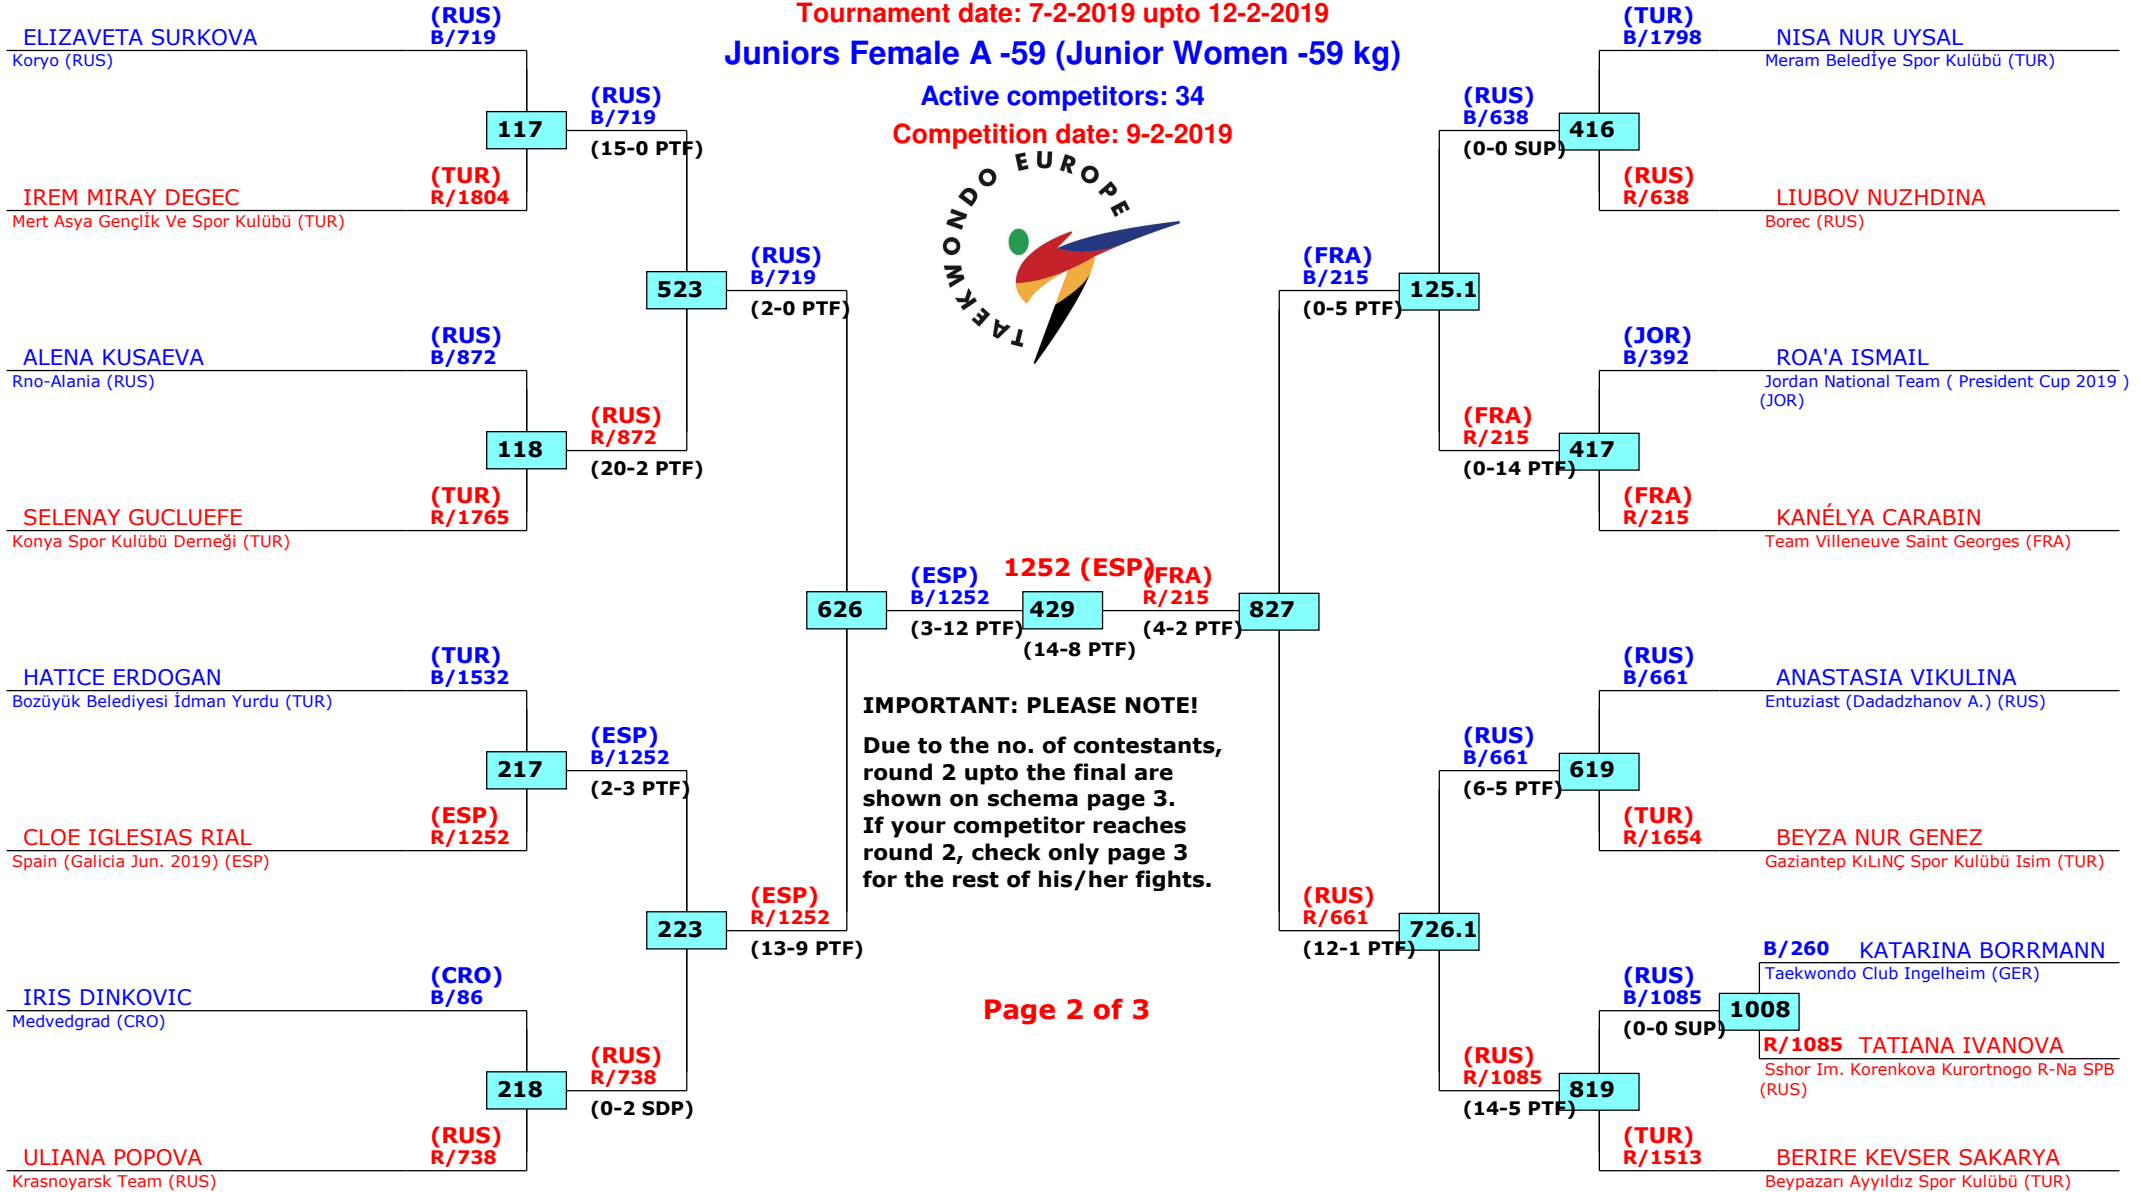 Tournament date: 7-2-2019 upto 12-2-2019
Juniors Female A -59 (Junior Women -59 kg)
Active competitors: 34
Competition date: 9-2-2019
TAEKWONDO EUROPE
(RUS)
ELIZAVETA SURKOVA B/719
Koryo (RUS)
117
(RUS)
B/719
(15-0 PTF)
(TUR)
IREM MIRAY DEGEC R/1804
Mert Asya Gençlİk Ve Spor Kulübü (TUR)
523
(RUS)
B/719
(2-0 PTF)
(RUS)
ALENA KUSAEVA B/872
Rno-Alania (RUS)
118
(RUS)
R/872
(20-2 PTF)
(TUR)
SELENAY GUCLUEFE R/1765
Konya Spor Kulübü Derneği (TUR)
626
(ESP)
B/1252
(3-12 PTF)
1252 (ESP)
429
(14-8 PTF)
(FRA)
R/215
(4-2 PTF)
827
(TUR)
HATICE ERDOGAN B/1532
Bozüyük Belediyesi İdman Yurdu (TUR)
217
(ESP)
B/1252
(2-3 PTF)
(ESP)
CLOE IGLESIAS RIAL R/1252
Spain (Galicia Jun. 2019) (ESP)
223
(ESP)
R/1252
(13-9 PTF)
(CRO)
IRIS DINKOVIC B/86
Medvedgrad (CRO)
218
(RUS)
R/738
(0-2 SDP)
(RUS)
ULIANA POPOVA R/738
Krasnoyarsk Team (RUS)
IMPORTANT: PLEASE NOTE!
Due to the no. of contestants,
round 2 upto the final are
shown on schema page 3.
If your competitor reaches
round 2, check only page 3
for the rest of his/her fights.
Page 2 of 3
(TUR)
B/1798 NISA NUR UYSAL
Meram Beledİye Spor Kulübü (TUR)
(RUS)
B/638
(0-0 SUP)
416
(RUS)
R/638 LIUBOV NUZHDINA
Borec (RUS)
(FRA)
B/215
(0-5 PTF)
125.1
(JOR)
B/392 ROA'A ISMAIL
Jordan National Team ( President Cup 2019 )
(JOR)
(FRA)
R/215
(0-14 PTF)
417
(FRA)
R/215 KANÉLYA CARABIN
Team Villeneuve Saint Georges (FRA)
(RUS)
B/661 ANASTASIA VIKULINA
Entuziast (Dadadzhanov A.) (RUS)
(RUS)
B/661
(6-5 PTF)
619
(TUR)
R/1654 BEYZA NUR GENEZ
Gaziantep KıLıNÇ Spor Kulübü Isim (TUR)
(RUS)
R/661
(12-1 PTF)
726.1
B/260 KATARINA BORRMANN
Taekwondo Club Ingelheim (GER)
(RUS)
B/1085
(0-0 SUP)
1008
R/1085 TATIANA IVANOVA
Sshor Im. Korenkova Kurortnogo R-Na SPB
(RUS)
(RUS)
R/1085
(14-5 PTF)
819
(TUR)
R/1513 BERIRE KEVSER SAKARYA
Beypazarı Ayyıldız Spor Kulübü (TUR)